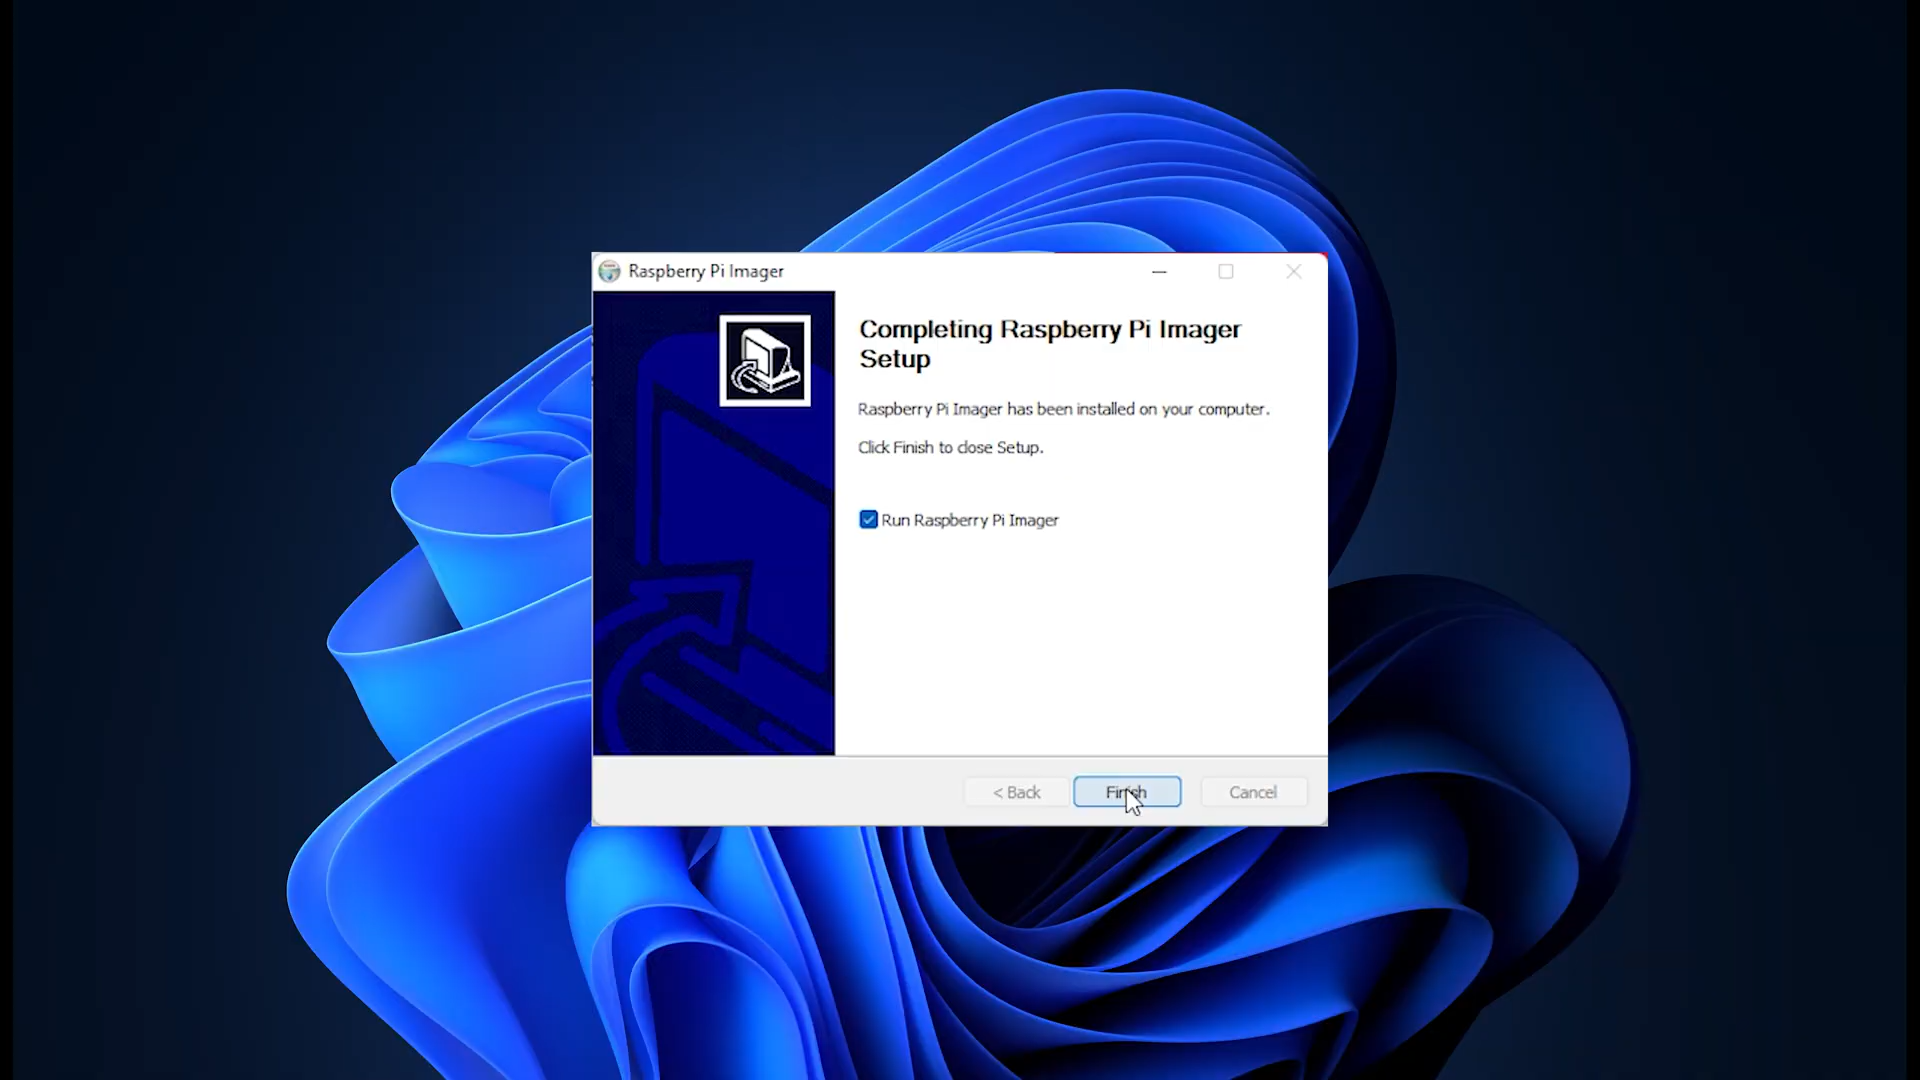 Raspberry Pi Imager
Completing Raspberry Pi Imager
Setup
Raspberry Pi Imager has been installed on your computer.
Click Finish to close Setup.
Run Raspberry Pi Imager
< Back
Finish
Cancel